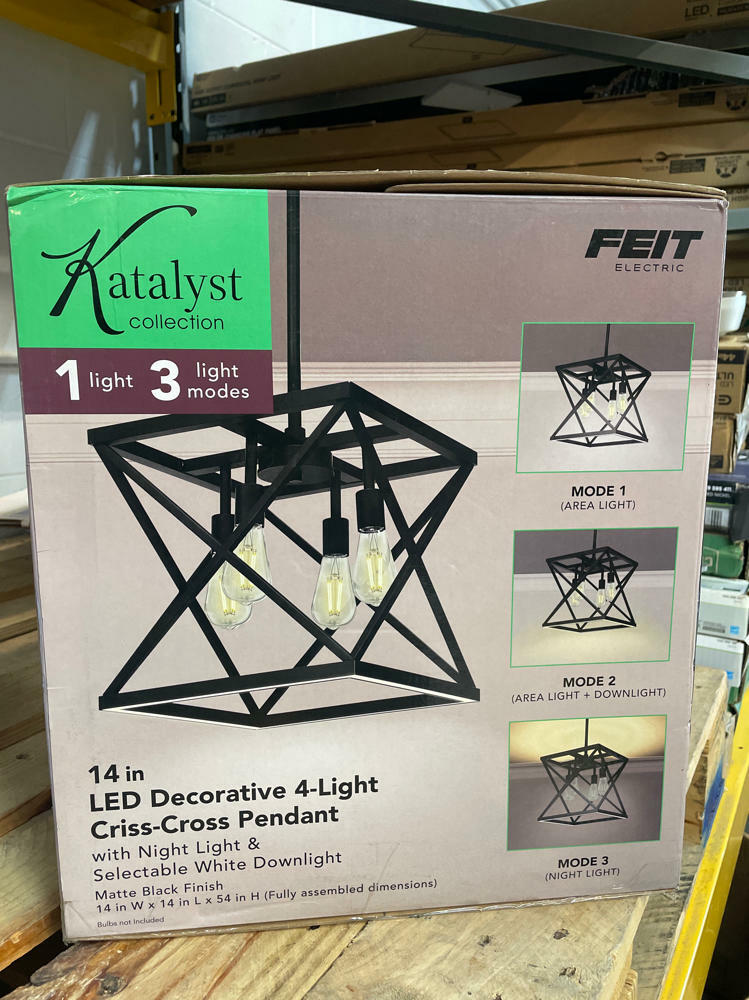 FEIT
LED
Katalyst
collection
1 light 3 light modes
FEIT
ELECTRIC
MODE 1
(AREA LIGHT)
MODE 2
(AREA LIGHT + DOWNLIGHT)
MODE 3
(NIGHT LIGHT)
14 in
LED Decorative 4-Light
Criss-Cross Pendant
with Night Light &
Selectable White Downlight
Matte Black Finish
14 in W x 14 in L x 54 in H (Fully assembled dimensions)
Bulbs not Included